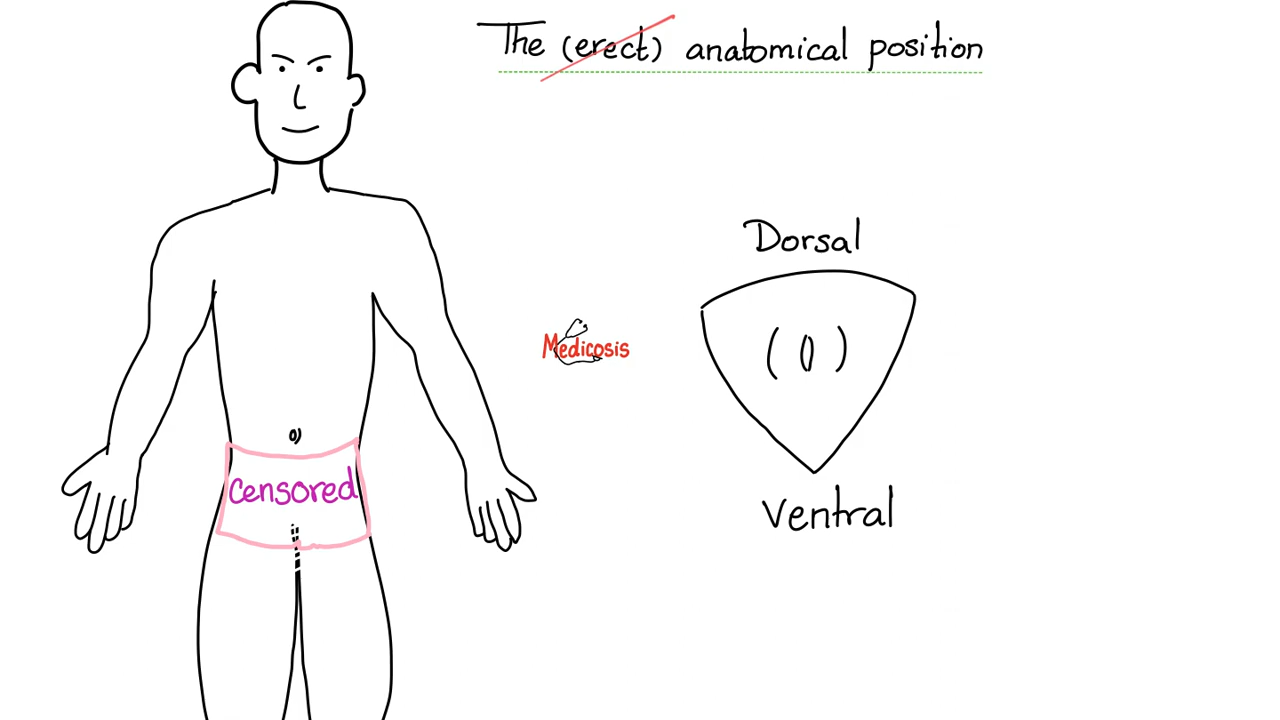 The (erect) anatomical position
Dorsal
Medicosis
Censored
Ventral